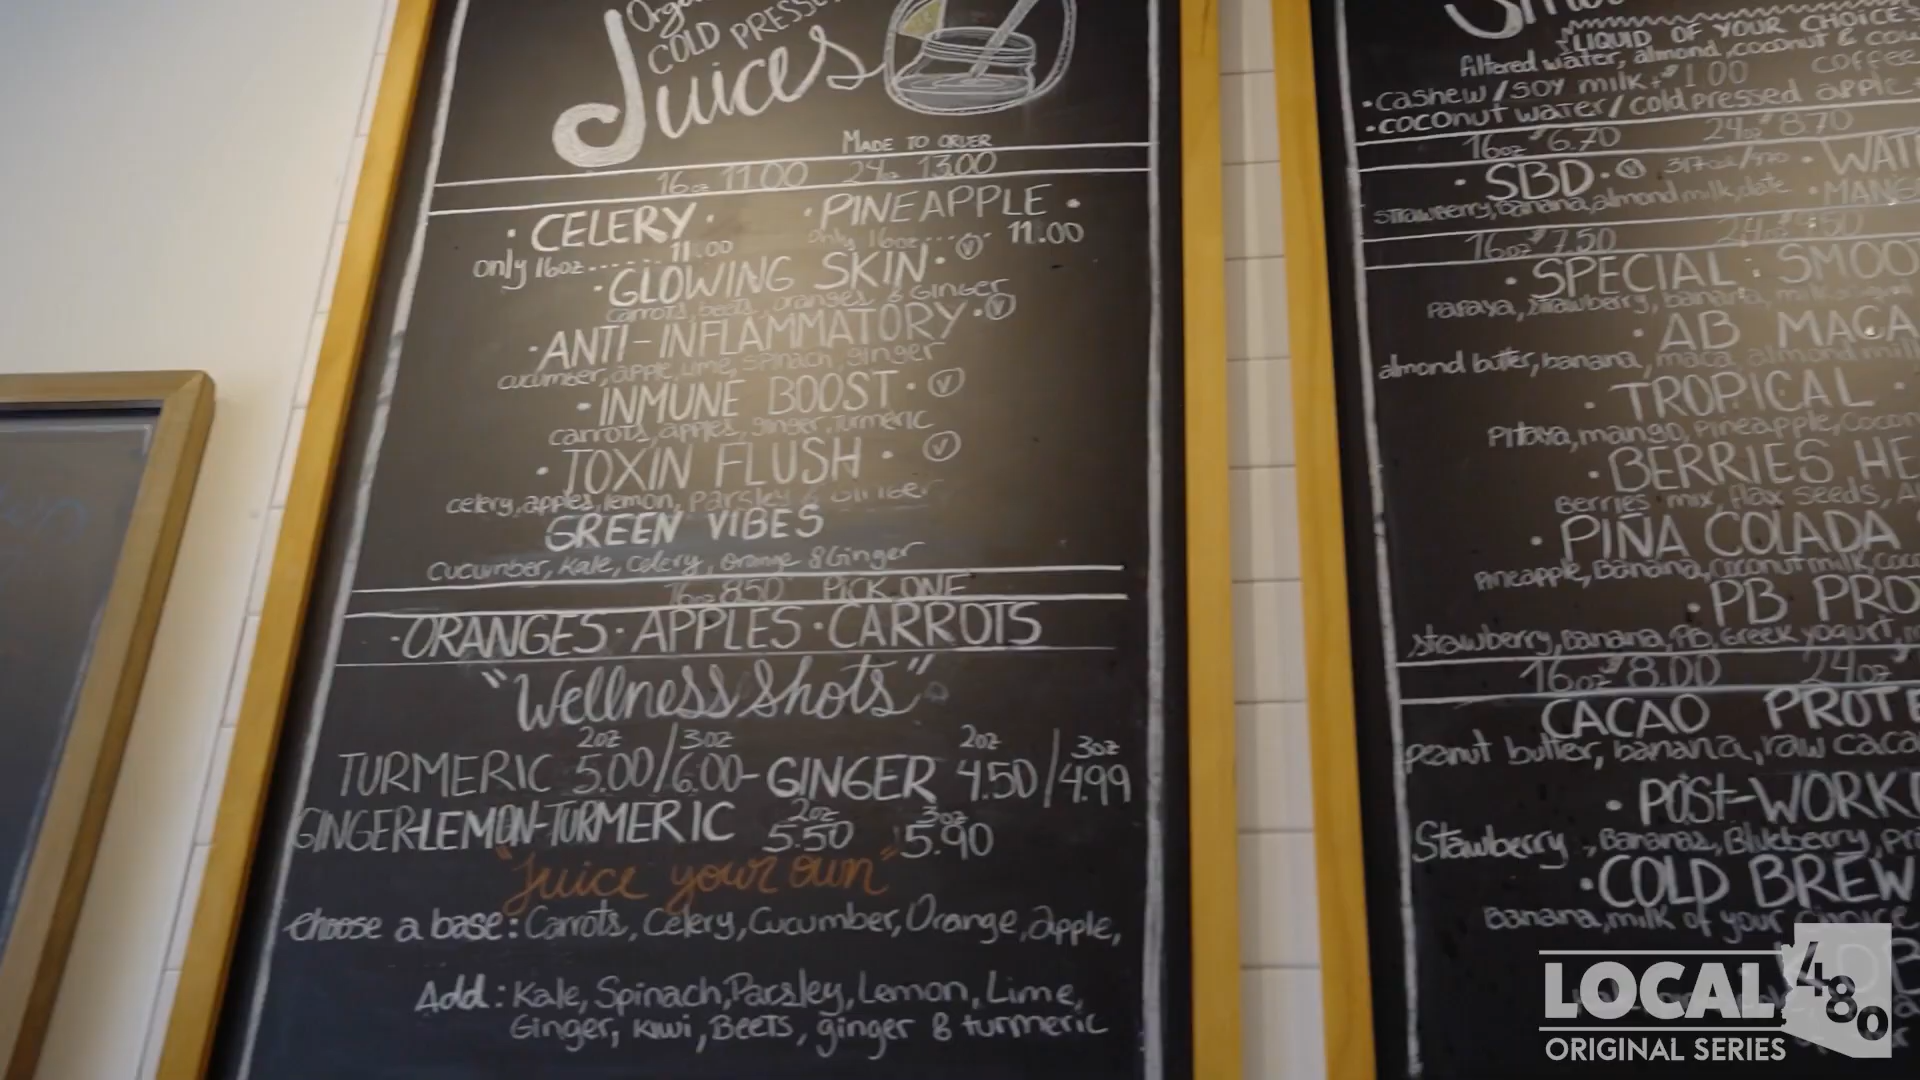 COLD PRESSED
Juices
MADE TO ORDER
16oz 11.00 24oz 13.00
• CELERY • • PINEAPPLE •
only 16oz...... 11.00 only 16oz...... 11.00
• GLOWING SKIN • V
carrots, beets, oranges & Ginger
• ANTI-INFLAMMATORY • V
cucumber, apple, lime, spinach, ginger
• INMUNE BOOST • V
carrots, apples, ginger, turmeric
• TOXIN FLUSH • V
celery, apples, lemon, Parsley & Ginger
GREEN VIBES
Cucumber, Kale, Celery, Orange & Ginger
16oz 8.50 PICK ONE
• ORANGES • APPLES • CARROTS
"Wellness Shots"
2oz 3oz 2oz 3oz
TURMERIC 5.00/6.00- GINGER 4.50/4.99
2oz 3oz
GINGER-LEMON-TURMERIC 5.50 5.90
"Juice your own"
choose a base: Carrots, Celery, Cucumber, Orange, apple,
Add: Kale, Spinach, Parsley, Lemon, Lime,
Ginger, Kiwi, BEETS, ginger & turmeric
LIQUID OF YOUR CHOICE
filtered water, almond, coconut &
• cashew/soy milk + $1.00 coffee
• coconut water/cold pressed apple
16oz $6.70 24oz $8.70
• SBD • V
strawberry, banana, almond milk, date
16oz $7.50
• SPECIAL
Papaya, strawberry, banana,
• AB MACA
almond butter, banana, maca, almond milk
• TROPICAL •
Pitaya, mango, Pineapple,
• BERRIES
Berries mix, flax seeds,
• PIÑA COLADA
Pineapple, Banana, Coconut milk,
• PB
strawberry, Banana, PB, Greek yogurt,
16oz $8.00 24oz
CACAO
peanut butter, banana, raw
• POST-
Stawberry, Bananas, Blueberry,
• COLD BREW
Banana, milk of your choice
LOCAL 480
ORIGINAL SERIES